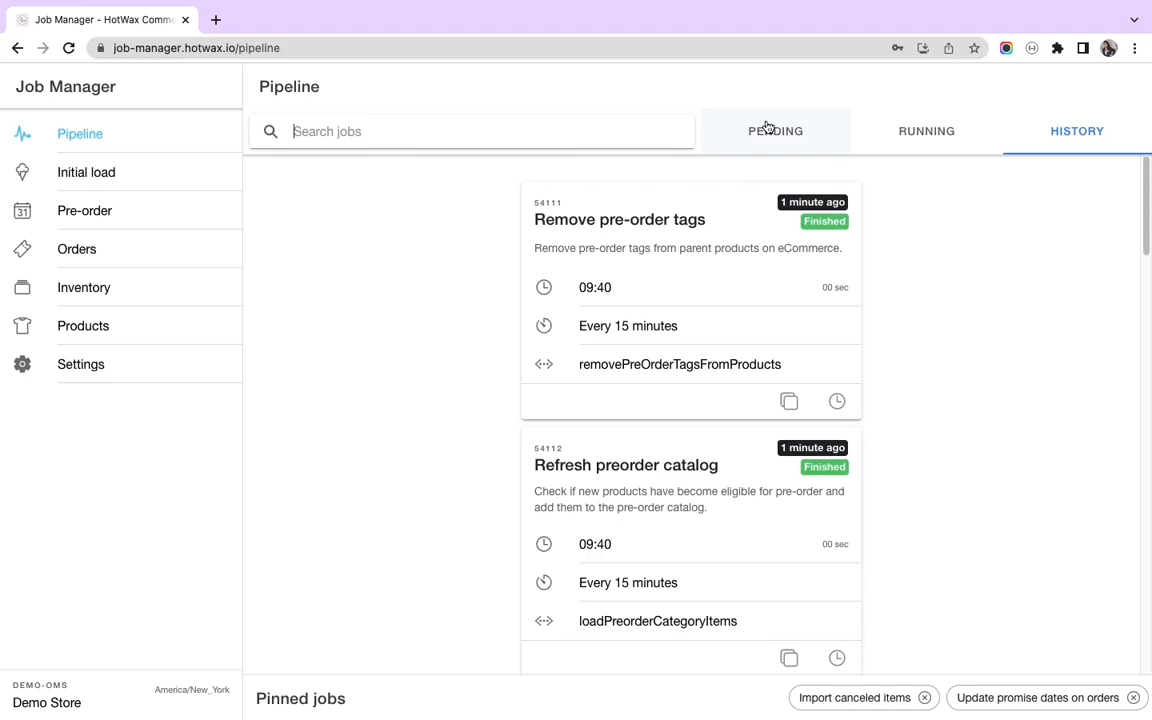 Job Manager - HotWax Comme
job-manager.hotwax.io/pipeline
Job Manager
Pipeline
Initial load
Pre-order
31
Orders
Inventory
Products
Settings
DEMO-OMS
Demo Store
America/New_York
Pipeline
Search jobs
PENDING
RUNNING
HISTORY
54111
1 minute ago
Remove pre-order tags
Finished
Remove pre-order tags from parent products on eCommerce.
09:40
00 sec
Every 15 minutes
removePreOrderTagsFromProducts
54112
1 minute ago
Refresh preorder catalog
Finished
Check if new products have become eligible for pre-order and
add them to the pre-order catalog.
09:40
00 sec
Every 15 minutes
loadPreorderCategoryItems
Pinned jobs
Import canceled items
Update promise dates on orders